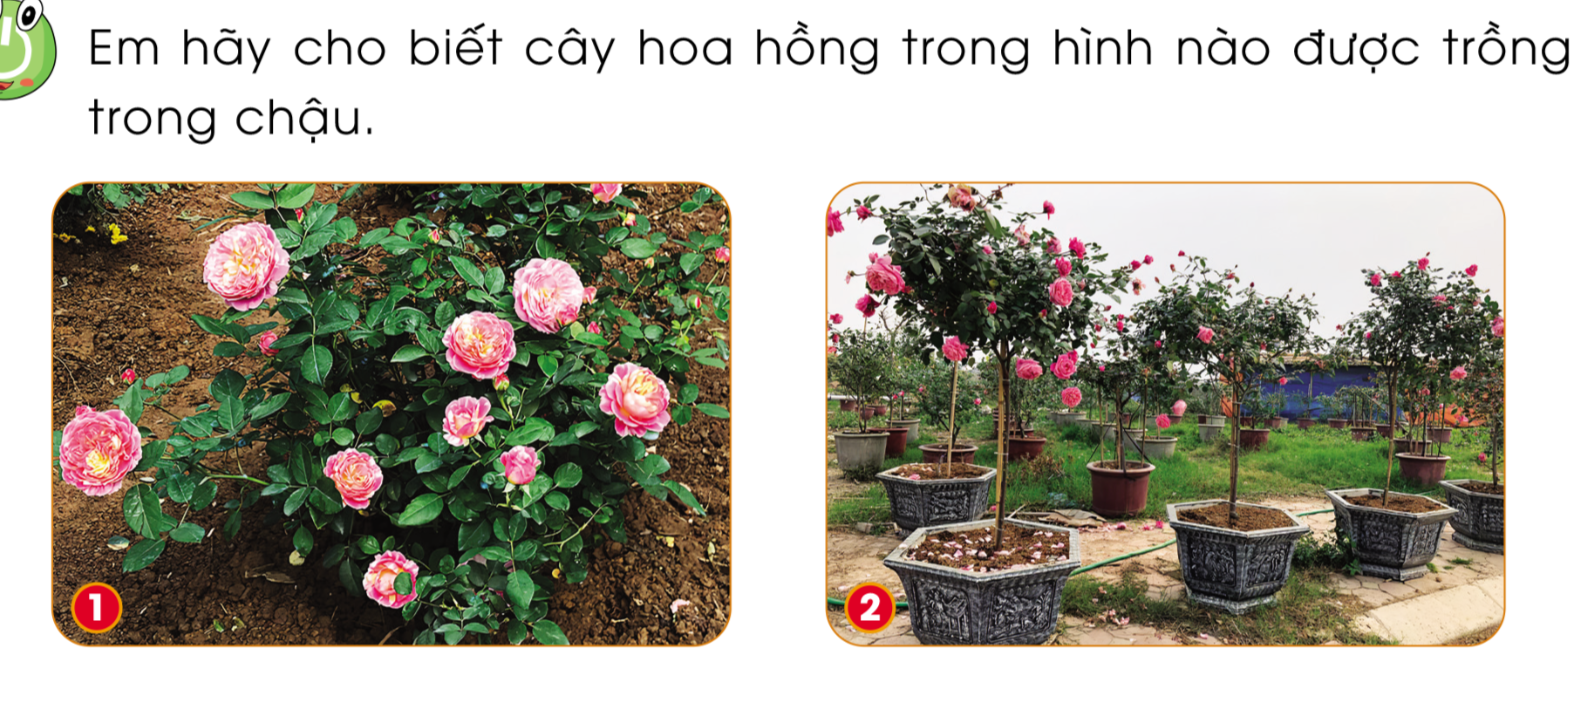 Em hãy cho biết cây hoa hồng trong hình nào được trồng
trong chậu.
1
2